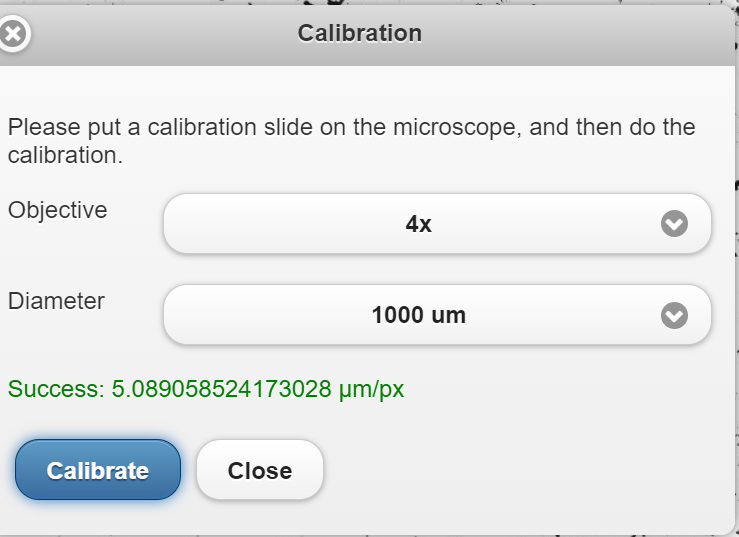 Calibration
Please put a calibration slide on the microscope, and then do the
calibration.
Objective
4x
Diameter
1000 um
Success: 5.089058524173028 µm/px
Calibrate
Close